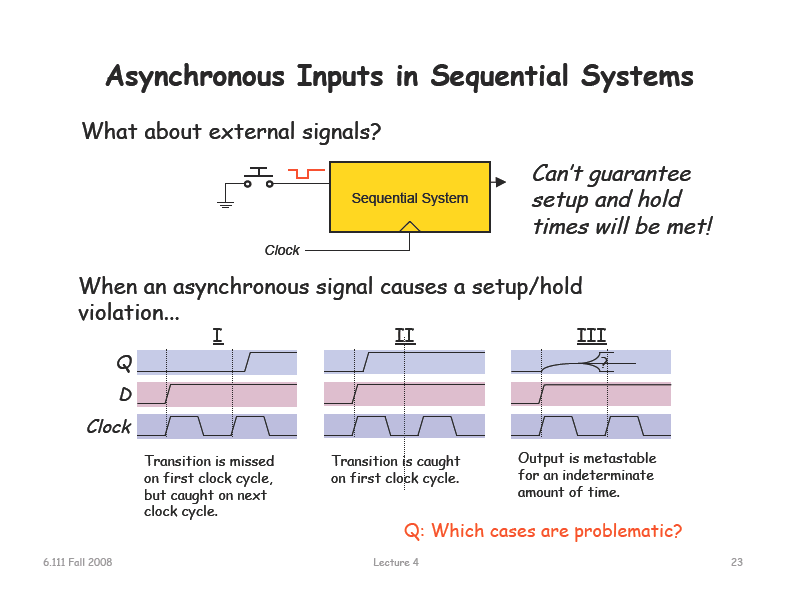 Asynchronous Inputs in Sequential Systems
What about external signals?
Sequential System
Clock
Can't guarantee
setup and hold
times will be met!
When an asynchronous signal causes a setup/hold
violation...
I
II
III
Q
?
D
Clock
Transition is missed
on first clock cycle,
but caught on next
clock cycle.
Transition is caught
on first clock cycle.
Output is metastable
for an indeterminate
amount of time.
Q: Which cases are problematic?
6.111 Fall 2008
Lecture 4
23